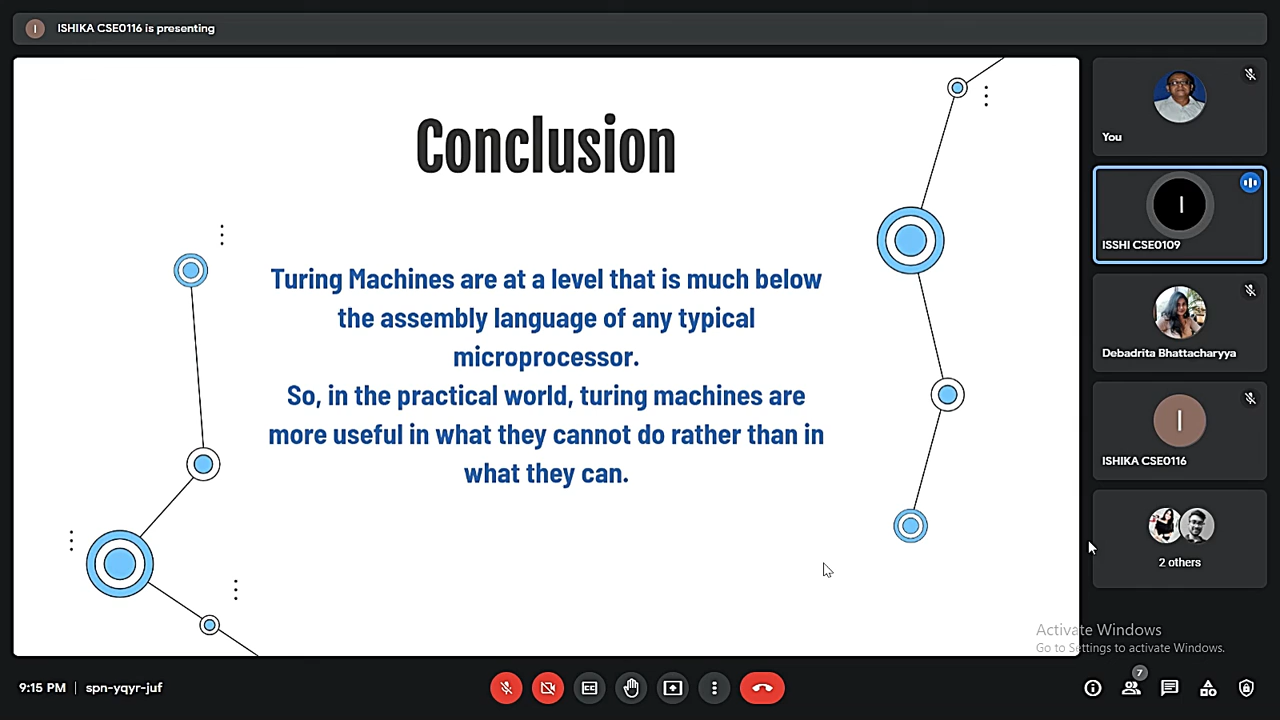 I
ISHIKA CSE0116 is presenting
Conclusion
Turing Machines are at a level that is much below
the assembly language of any typical
microprocessor.
So, in the practical world, turing machines are
more useful in what they cannot do rather than in
what they can.
You
I
ISSHI CSE0109
Debadrita Bhattacharyya
I
ISHIKA CSE0116
2 others
Activate Windows
Go to Settings to activate Windows.
9:15 PM | spn-yqyr-juf
CC
7